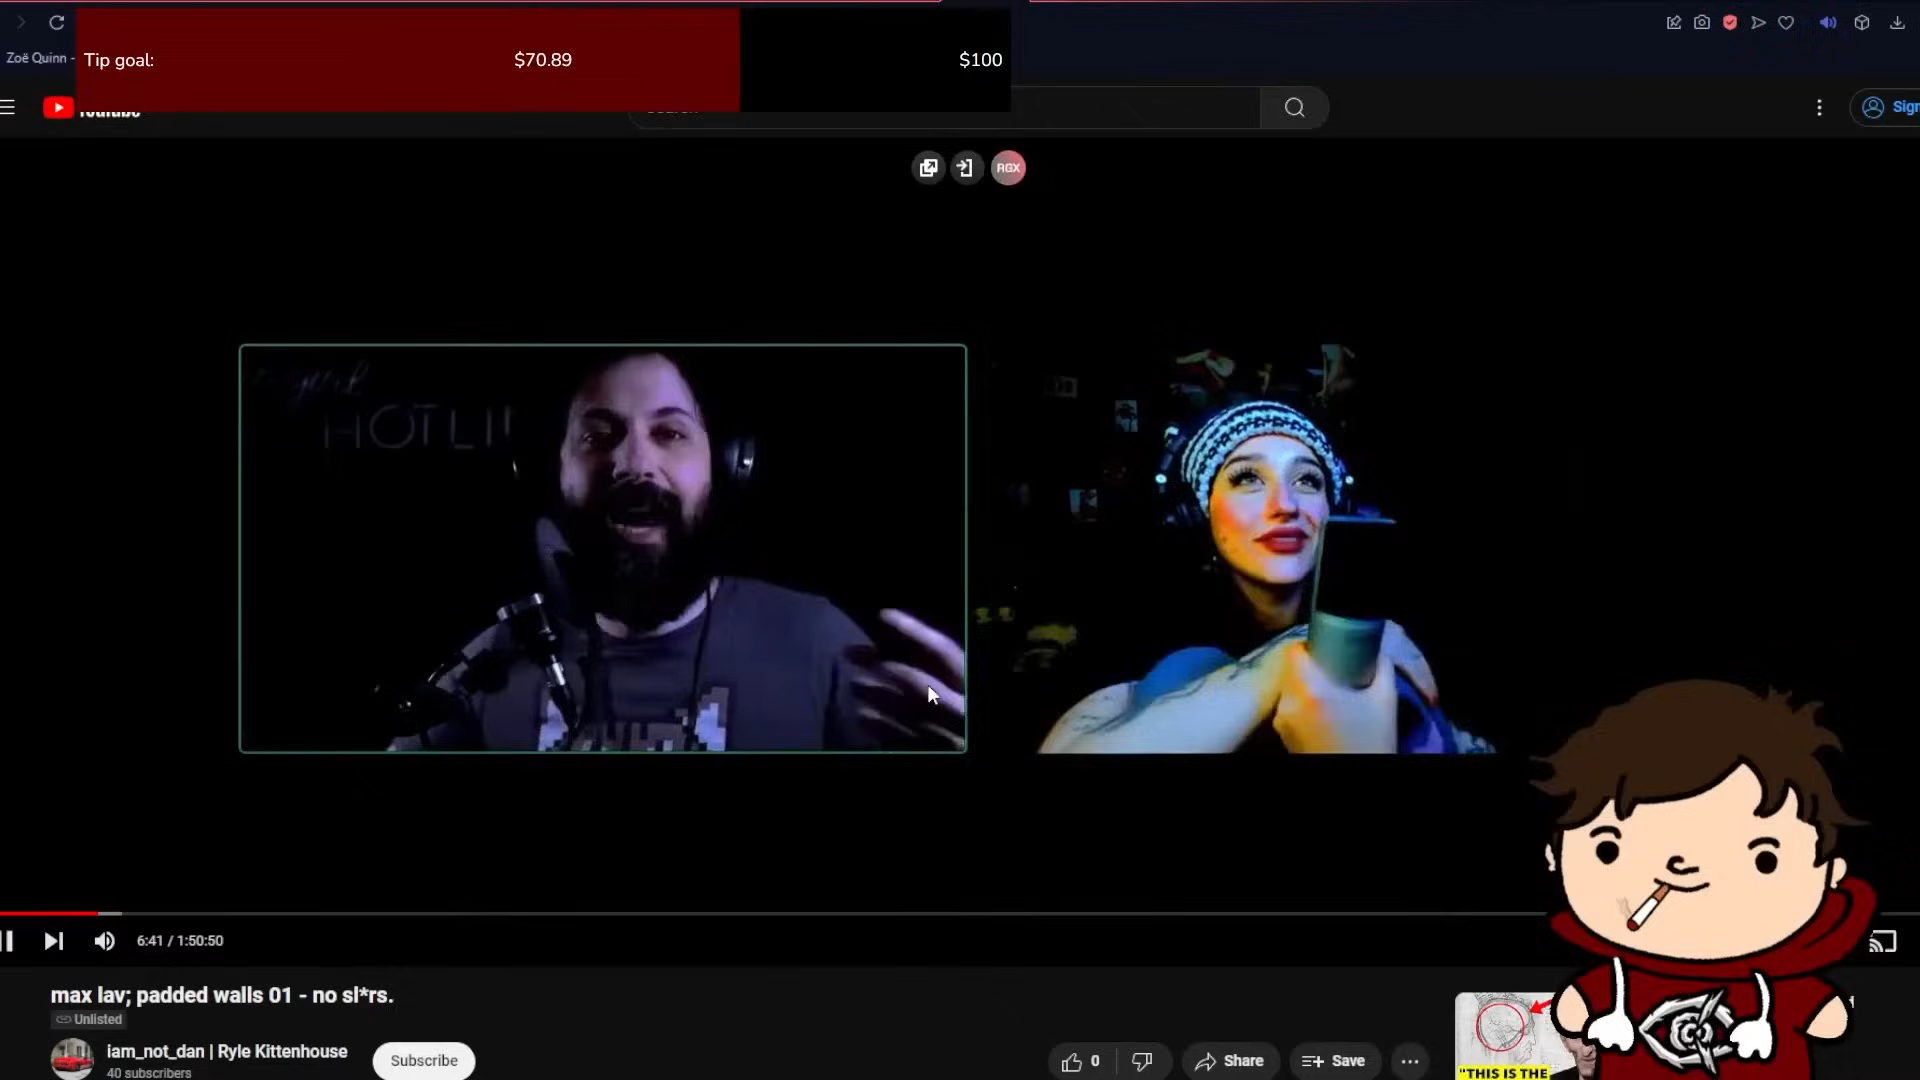 Zoë Quinn -
Tip goal:
$70.89
$100
Sign
RGX
HOTLI
6:41 / 1:50:50
max lav; padded walls 01 - no sl*rs.
Unlisted
iam_not_dan | Ryle Kittenhouse
40 subscribers
Subscribe
0
Share
Save
"THIS IS THE